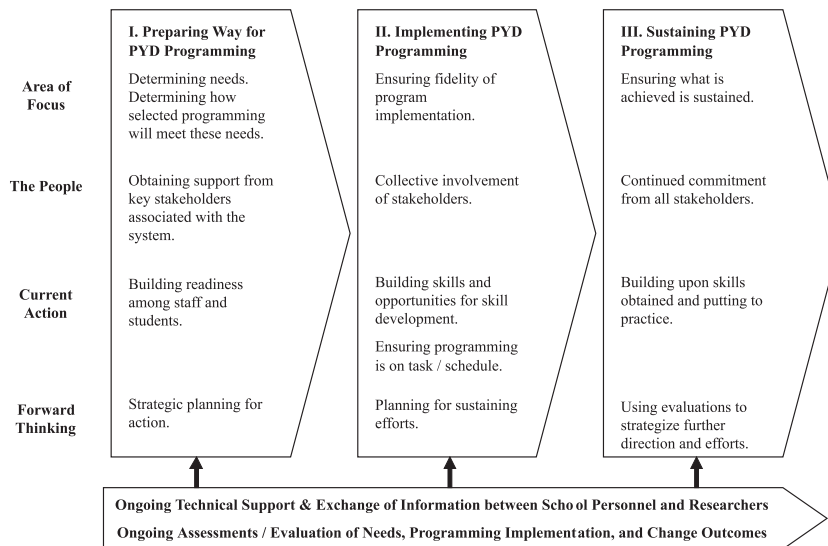 I. Preparing Way for
PYD Programming
II. Implementing PYD
Programming
III. Sustaining PYD
Programming
Area of
Focus
Determining needs.
Determining how
selected programming
will meet these needs.
Ensuring fidelity of
program
implementation.
Ensuring what is
achieved is sustained.
The People
Obtaining support from
key stakeholders
associated with the
system.
Collective involvement
of stakeholders.
Continued commitment
from all stakeholders.
Current
Action
Building readiness
among staff and
students.
Building skills and
opportunities for skill
development.
Ensuring programming
is on task / schedule.
Building upon skills
obtained and putting to
practice.
Forward
Thinking
Strategic planning for
action.
Planning for sustaining
efforts.
Using evaluations to
strategize further
direction and efforts.
Ongoing Technical Support & Exchange of Information between School Personnel and Researchers
Ongoing Assessments / Evaluation of Needs, Programming Implementation, and Change Outcomes